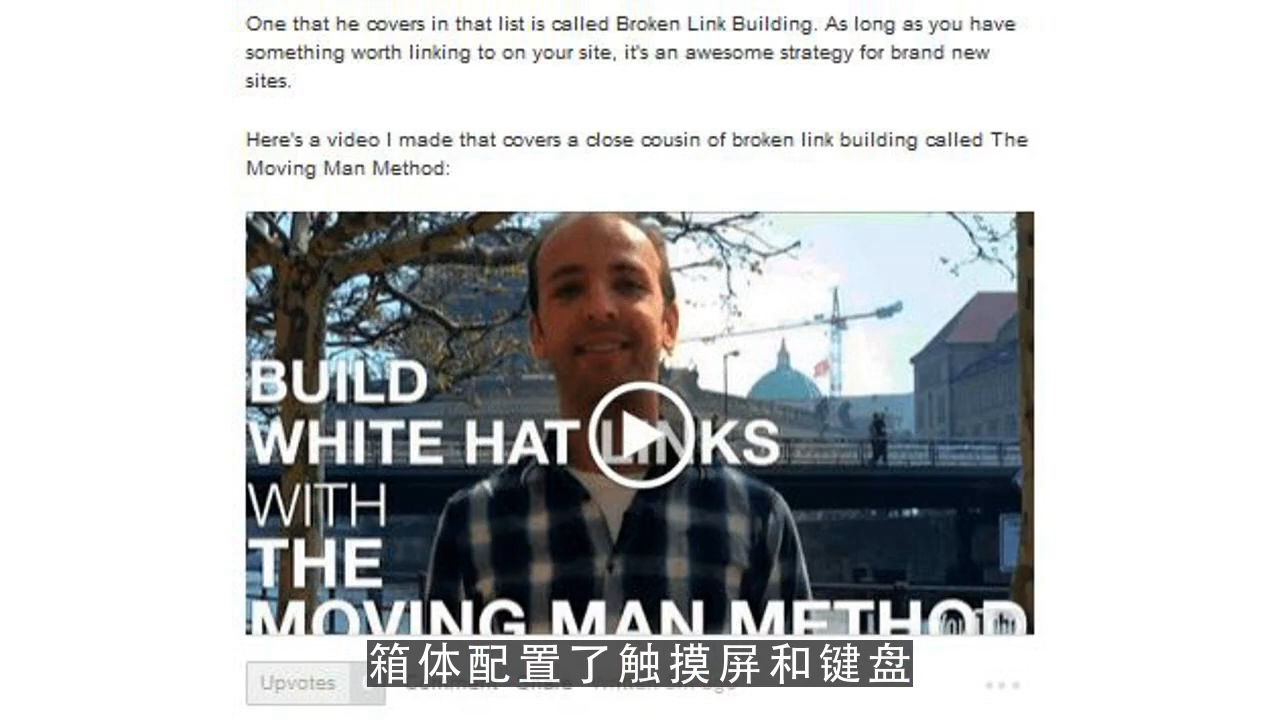 One that he covers in that list is called Broken Link Building. As long as you have
something worth linking to on your site, it's an awesome strategy for brand new
sites.
Here's a video I made that covers a close cousin of broken link building called The
Moving Man Method:
BUILD
WHITE HAT LINKS
WITH
THE
MOVING MAN METHOD
箱体配置了触摸屏和键盘
Upvotes